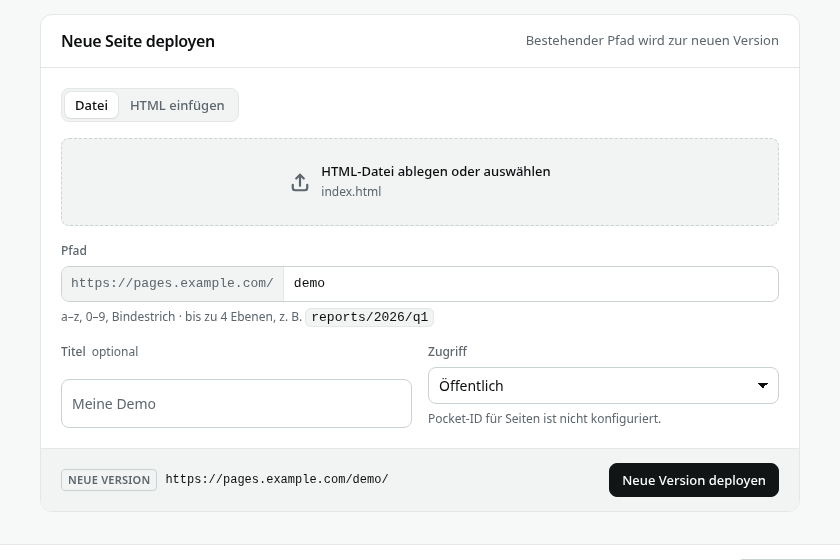 Neue Seite deployen
Bestehender Pfad wird zur neuen Version
Datei
HTML einfügen
HTML-Datei ablegen oder auswählen
index.html
Pfad
https://pages.example.com/ demo
a–z, 0–9, Bindestrich · bis zu 4 Ebenen, z. B. reports/2026/q1
Titel optional
Meine Demo
Zugriff
Öffentlich
Pocket-ID für Seiten ist nicht konfiguriert.
NEUE VERSION https://pages.example.com/demo/
Neue Version deployen